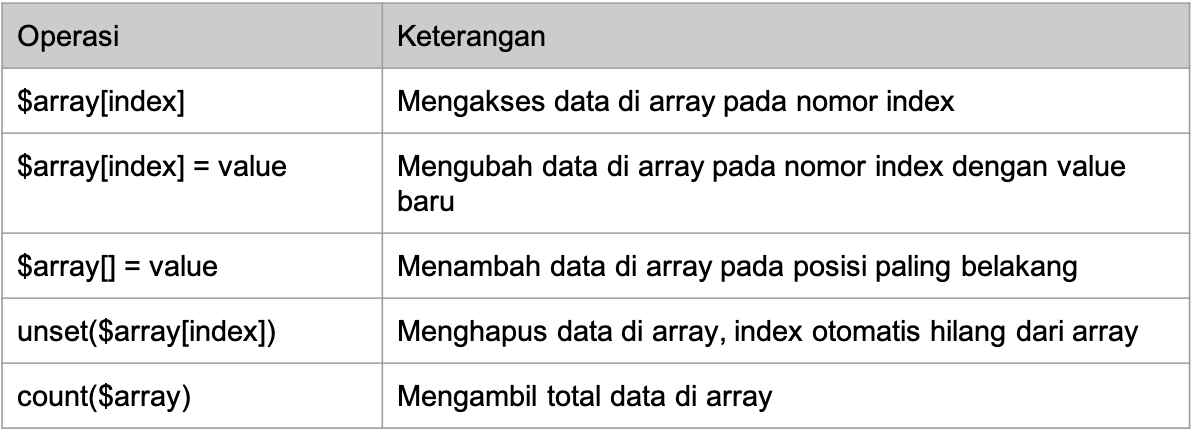 Operasi
Keterangan
$array[index]
Mengakses data di array pada nomor index
$array[index] = value
Mengubah data di array pada nomor index dengan value
baru
$array[] = value
Menambah data di array pada posisi paling belakang
unset($array[index])
Menghapus data di array, index otomatis hilang dari array
count($array)
Mengambil total data di array